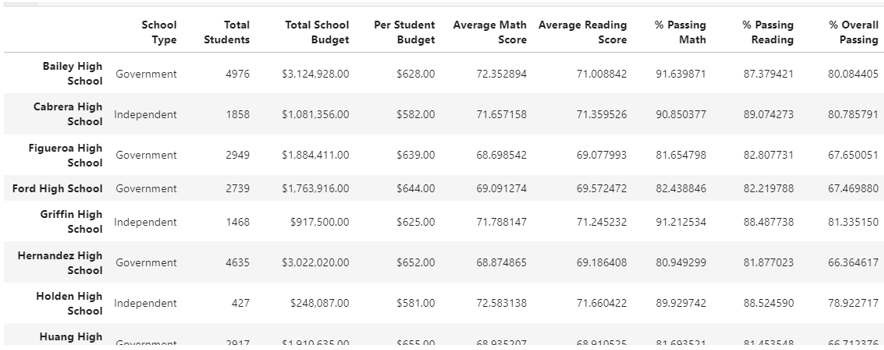 School Type Total Students Total School Budget Per Student Budget Average Math Score Average Reading Score % Passing Math % Passing Reading % Overall Passing
Bailey High School Government 4976 $3,124,928.00 $628.00 72.352894 71.008842 91.639871 87.379421 80.084405
Cabrera High School Independent 1858 $1,081,356.00 $582.00 71.657158 71.359526 90.850377 89.074273 80.785791
Figueroa High School Government 2949 $1,884,411.00 $639.00 68.698542 69.077993 81.654798 82.807731 67.650051
Ford High School Government 2739 $1,763,916.00 $644.00 69.091274 69.572472 82.438846 82.219788 67.469880
Griffin High School Independent 1468 $917,500.00 $625.00 71.788147 71.245232 91.212534 88.487738 81.335150
Hernandez High School Government 4635 $3,022,020.00 $652.00 68.874865 69.186408 80.949299 81.877023 66.364617
Holden High School Independent 427 $248,087.00 $581.00 72.583138 71.660422 89.929742 88.524590 78.922717
Huang High Government 2917 $1,910,635.00 $655.00 68.935207 68.910525 81.693521 81.453548 66.712376